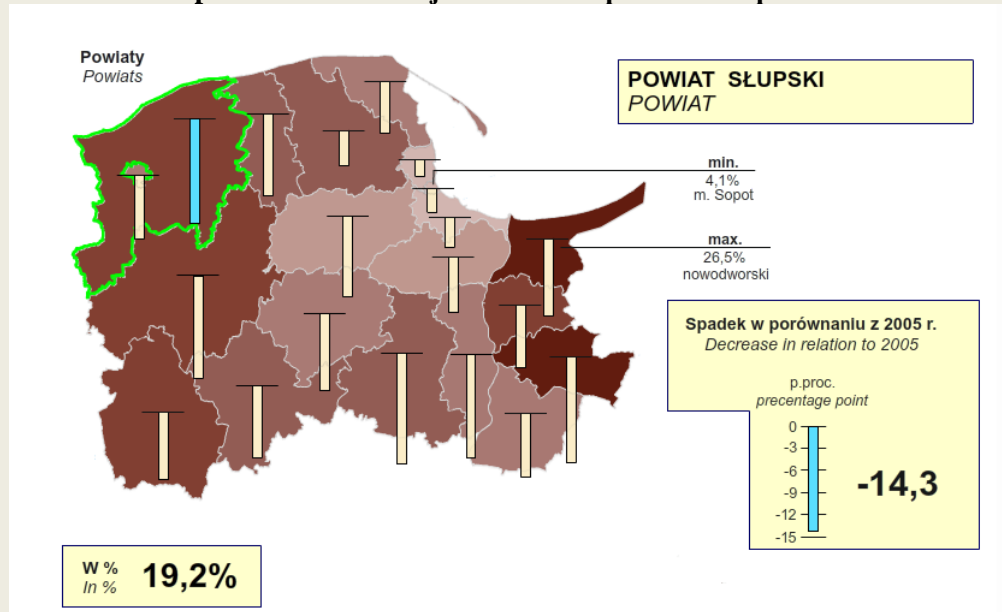 Powiaty
Powiats
POWIAT SŁUPSKI
POWIAT
min.
4,1%
m. Sopot
max.
26,5%
nowodworski
Spadek w porównaniu z 2005 r.
Decrease in relation to 2005
p.proc.
precentage point
0
-3
-6
-9
-12
-15
-14,3
W %
In %
19,2%